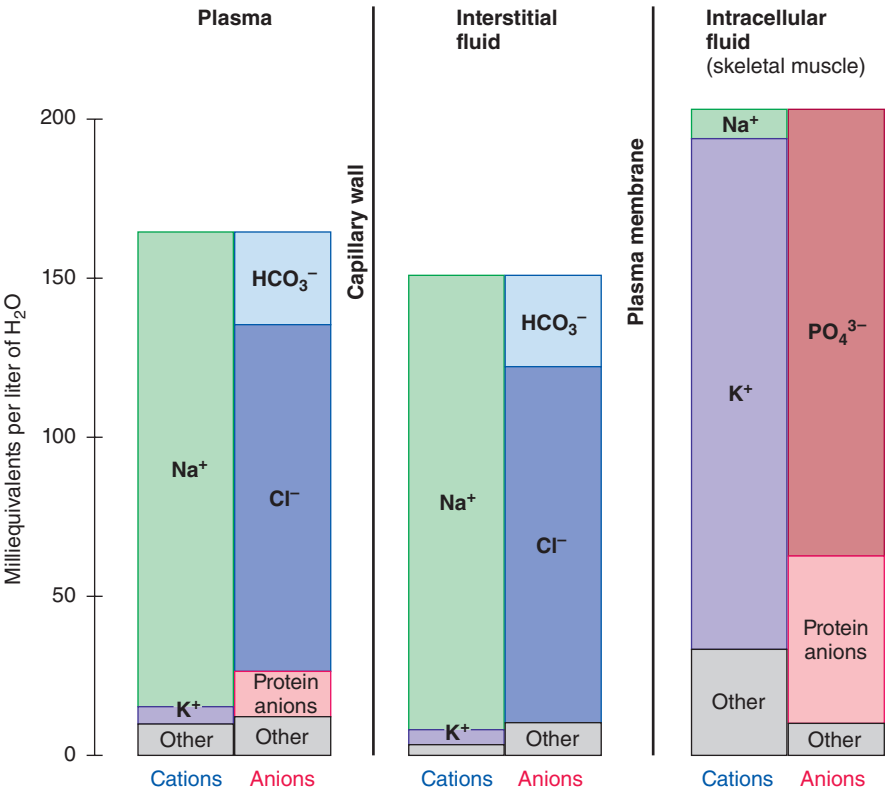 Plasma
Interstitial
fluid
Intracellular
fluid
(skeletal muscle)
Milliequivalents per liter of H₂O
200
150
100
50
0
HCO₃⁻
Na⁺
Cl⁻
Protein
anions
K⁺
Other
Other
Cations
Anions
Capillary wall
HCO₃⁻
Na⁺
Cl⁻
K⁺
Other
Cations
Anions
Plasma membrane
Na⁺
PO₄³⁻
K⁺
Protein
anions
Other
Other
Cations
Anions